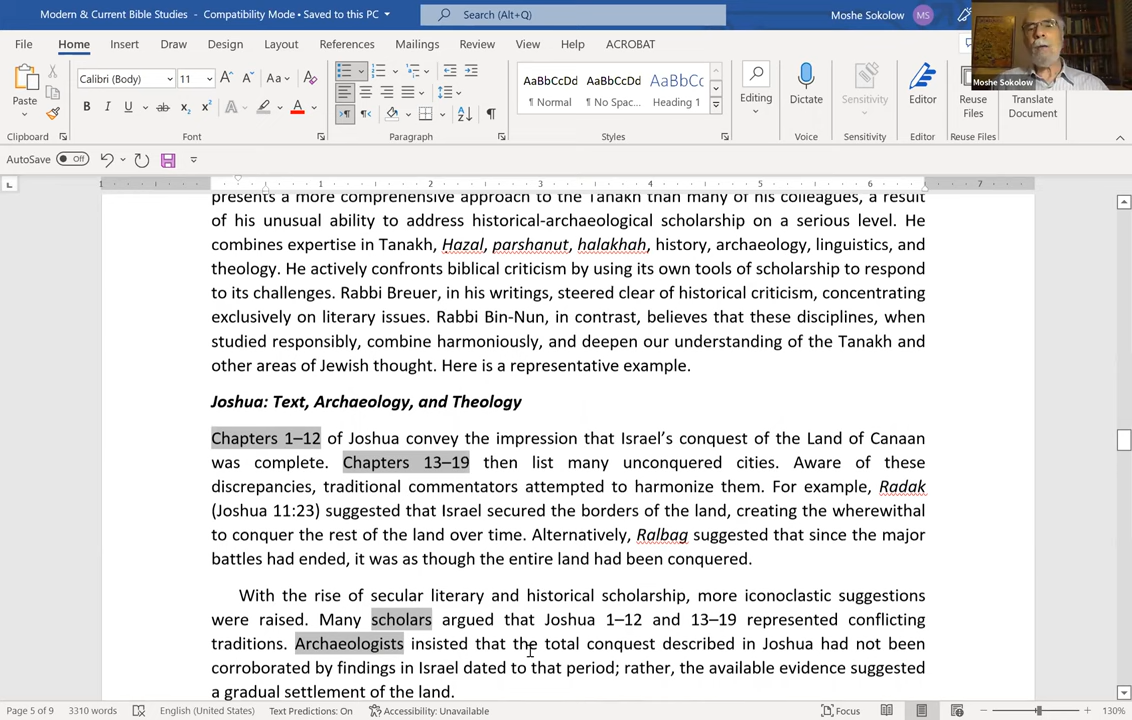 Modern & Current Bible Studies - Compatibility Mode • Saved to this PC
Search (Alt+Q)
Moshe Sokolow MS
File Home Insert Draw Design Layout References Mailings Review View Help ACROBAT
Moshe Sokolow
Paste
Calibri (Body) 11
AaBbCcDd AaBbCcDd AaBbCc
¶ Normal ¶ No Spac... Heading 1
Editing Dictate Sensitivity Editor Reuse Files Translate Document
Clipboard Font Paragraph Styles Voice Sensitivity Editor Reuse Files
AutoSave Off
1 1 2 3 4 5 6 7
presents a more comprehensive approach to the Tanakh than many of his colleagues, a result
of his unusual ability to address historical-archaeological scholarship on a serious level. He
combines expertise in Tanakh, Hazal, parshanut, halakhah, history, archaeology, linguistics, and
theology. He actively confronts biblical criticism by using its own tools of scholarship to respond
to its challenges. Rabbi Breuer, in his writings, steered clear of historical criticism, concentrating
exclusively on literary issues. Rabbi Bin-Nun, in contrast, believes that these disciplines, when
studied responsibly, combine harmoniously, and deepen our understanding of the Tanakh and
other areas of Jewish thought. Here is a representative example.
Joshua: Text, Archaeology, and Theology
Chapters 1–12 of Joshua convey the impression that Israel’s conquest of the Land of Canaan
was complete. Chapters 13–19 then list many unconquered cities. Aware of these
discrepancies, traditional commentators attempted to harmonize them. For example, Radak
(Joshua 11:23) suggested that Israel secured the borders of the land, creating the wherewithal
to conquer the rest of the land over time. Alternatively, Ralbag suggested that since the major
battles had ended, it was as though the entire land had been conquered.
With the rise of secular literary and historical scholarship, more iconoclastic suggestions
were raised. Many scholars argued that Joshua 1–12 and 13–19 represented conflicting
traditions. Archaeologists insisted that the total conquest described in Joshua had not been
corroborated by findings in Israel dated to that period; rather, the available evidence suggested
a gradual settlement of the land.
Page 5 of 9 3310 words English (United States) Text Predictions: On Accessibility: Unavailable Focus 130%